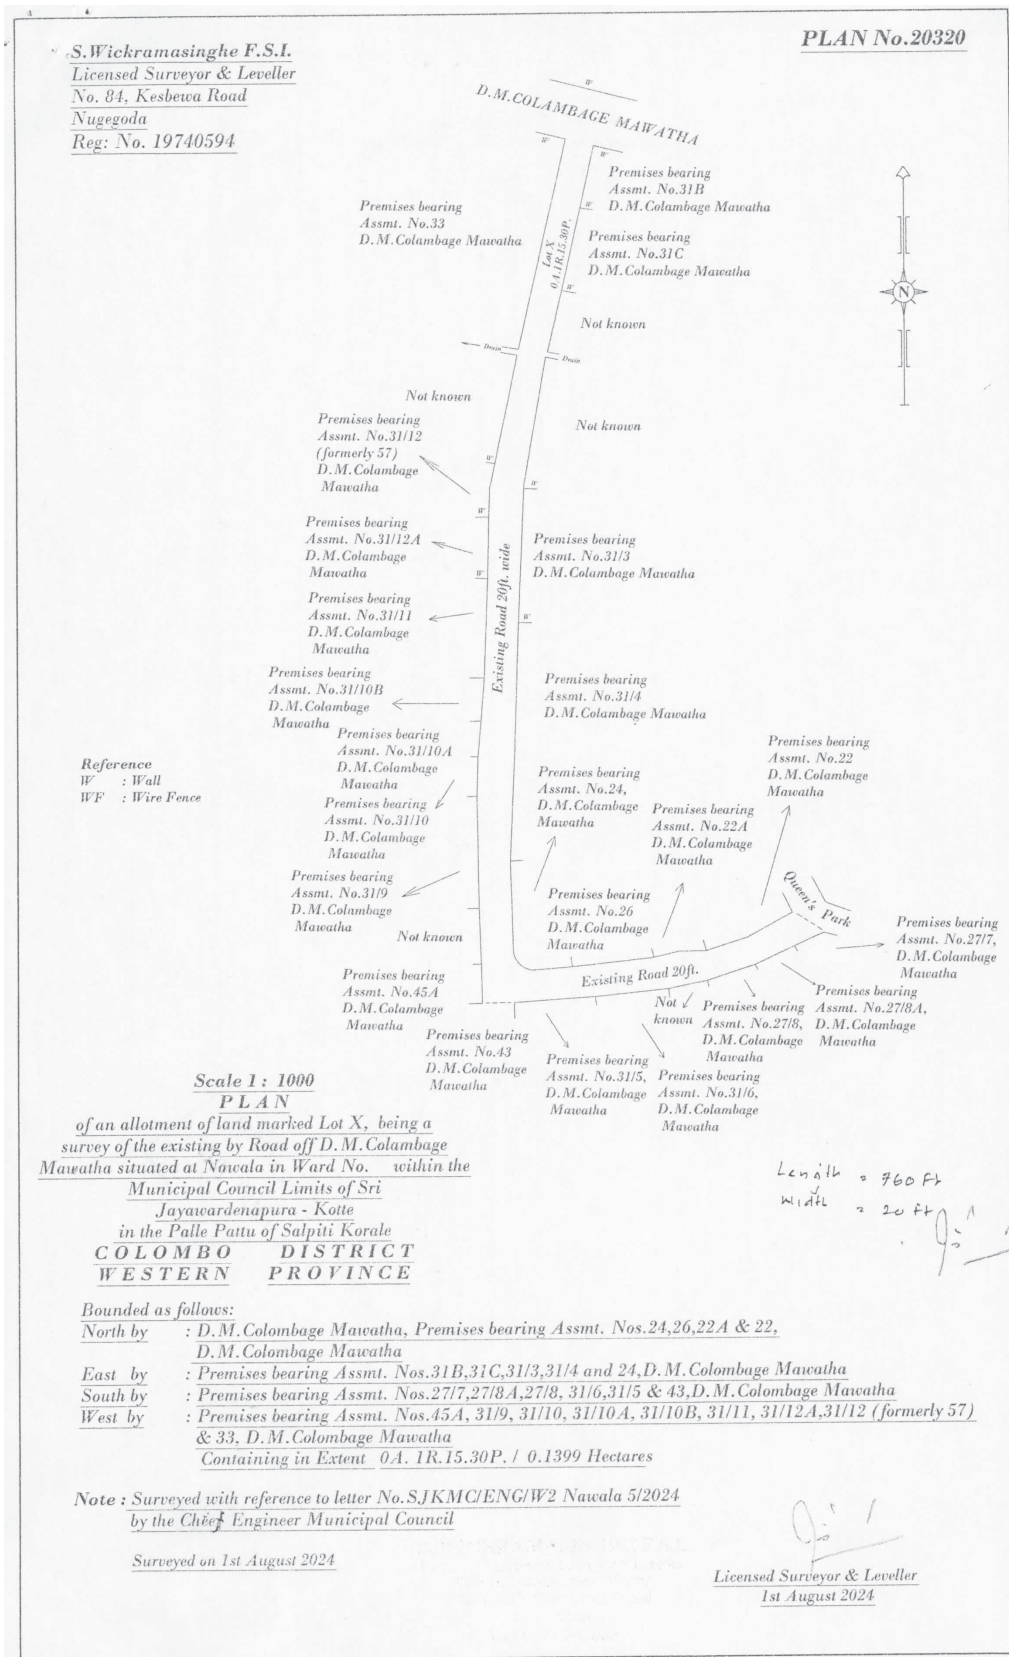 S.Wickramasinghe F.S.I.
Licensed Surveyor & Leveller
No. 84, Kesbewa Road
Nugegoda
Reg: No. 19740594
PLAN No.20320
W
D.M.COLAMBAGE MAWATHA
W
W
Premises bearing
Assmt. No.31B
D.M.Colambage Mawatha
Premises bearing
Assmt. No.33
D.M.Colambage Mawatha
W
Lot X
0A.1R.15.30P.
Premises bearing
Assmt. No.31C
D.M.Colambage Mawatha
W
N
Not known
Drain
Drain
Not known
Not known
Premises bearing
Assmt. No.31/12
(formerly 57)
D.M.Colambage
Mawatha
W
W
W
Premises bearing
Assmt. No.31/12A
D.M.Colambage
Mawatha
W
Existing Road 20ft. wide
Premises bearing
Assmt. No.31/3
D.M.Colambage Mawatha
Premises bearing
Assmt. No.31/11
D.M.Colambage
Mawatha
W
Premises bearing
Assmt. No.31/10B
D.M.Colambage
Mawatha
Premises bearing
Assmt. No.31/4
D.M.Colambage Mawatha
Premises bearing
Assmt. No.31/10A
D.M.Colambage
Mawatha
Premises bearing
Assmt. No.22
D.M.Colambage
Mawatha
Reference
W : Wall
WF : Wire Fence
Premises bearing
Assmt. No.24,
D.M.Colambage
Mawatha
Premises bearing
Assmt. No.31/10
D.M.Colambage
Mawatha
Premises bearing
Assmt. No.22A
D.M.Colambage
Mawatha
Premises bearing
Assmt. No.31/9
D.M.Colambage
Mawatha
Premises bearing
Assmt. No.26
D.M.Colambage
Mawatha
Queen's Park
Not known
Premises bearing
Assmt. No.27/7,
D.M.Colambage
Mawatha
Existing Road 20ft.
Premises bearing
Assmt. No.45A
D.M.Colambage
Mawatha
Not
known
Premises bearing
Assmt. No.27/8,
D.M.Colambage
Mawatha
Premises bearing
Assmt. No.27/8A,
D.M.Colambage
Mawatha
Premises bearing
Assmt. No.43
D.M.Colambage
Mawatha
Premises bearing
Assmt. No.31/5,
D.M.Colambage
Mawatha
Premises bearing
Assmt. No.31/6,
D.M.Colambage
Mawatha
Scale 1 : 1000
PLAN
of an allotment of land marked Lot X, being a
survey of the existing by Road off D.M.Colambage
Mawatha situated at Nawala in Ward No. within the
Municipal Council Limits of Sri
Jayawardenapura - Kotte
in the Palle Pattu of Salpiti Korale
COLOMBO DISTRICT
WESTERN PROVINCE
Length = 760 Ft
Width = 20 Ft
Bounded as follows:
North by : D.M.Colombage Mawatha, Premises bearing Assmt. Nos.24,26,22A & 22,
D.M.Colombage Mawatha
East by : Premises bearing Assmt. Nos.31B,31C,31/3,31/4 and 24,D.M.Colombage Mawatha
South by : Premises bearing Assmt. Nos.27/7,27/8A,27/8, 31/6,31/5 & 43,D.M.Colombage Mawatha
West by : Premises bearing Assmt. Nos.45A, 31/9, 31/10, 31/10A, 31/10B, 31/11, 31/12A,31/12 (formerly 57)
& 33, D.M.Colombage Mawatha
Containing in Extent 0A. 1R.15.30P. / 0.1399 Hectares
Note : Surveyed with reference to letter No.SJKMC/ENG/W2 Nawala 5/2024
by the Cheef Engineer Municipal Council
Surveyed on 1st August 2024
Licensed Surveyor & Leveller
1st August 2024